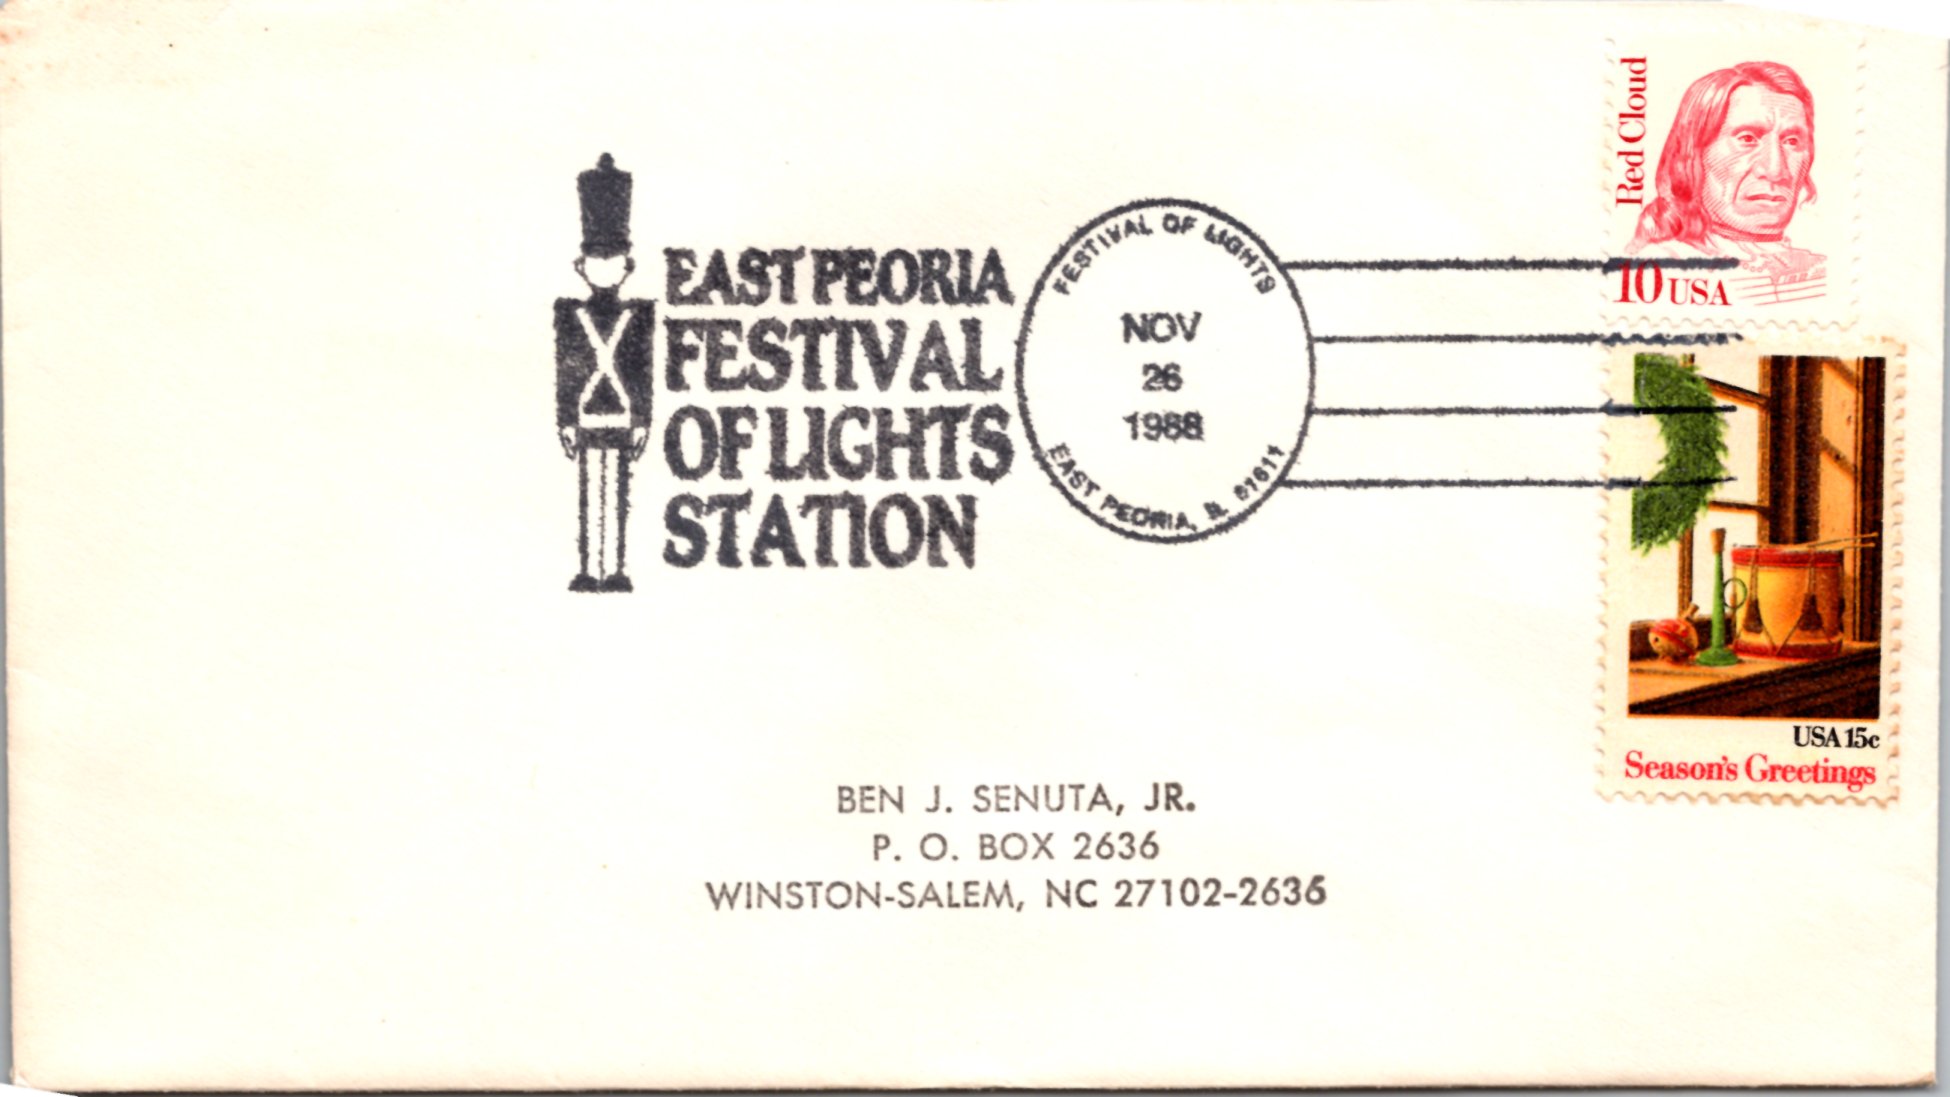 EAST PEORIA
FESTIVAL
OF LIGHTS
STATION
FESTIVAL OF LIGHTS
NOV
26
1988
EAST PEORIA, IL 61611
Red Cloud
10 USA
USA 15c
Season's Greetings
BEN J. SENUTA, JR.
P. O. BOX 2636
WINSTON-SALEM, NC 27102-2636